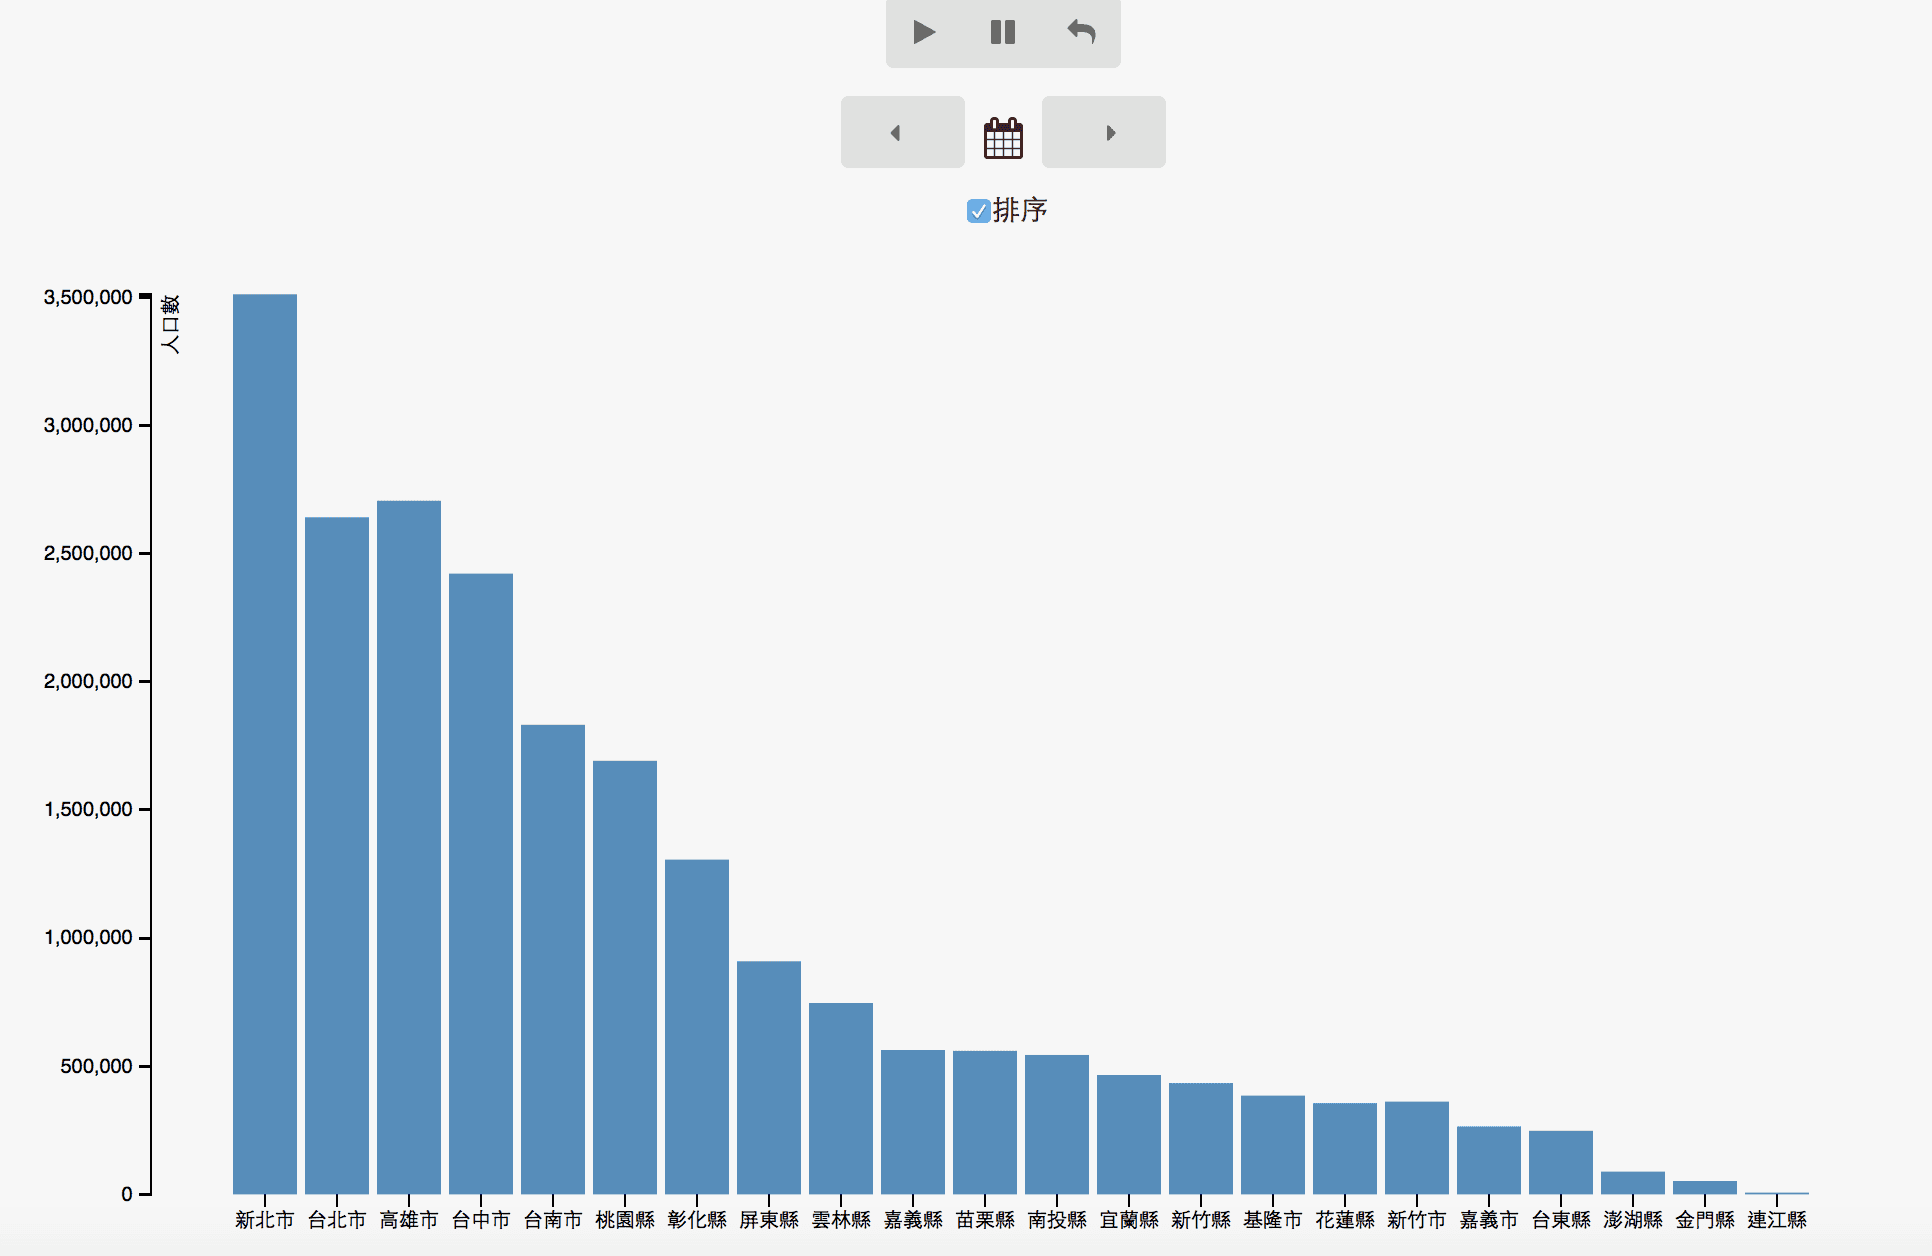 排序
3,500,000
人口數
3,000,000
2,500,000
2,000,000
1,500,000
1,000,000
500,000
0
新北市 台北市 高雄市 台中市 台南市 桃園縣 彰化縣 屏東縣 雲林縣 嘉義縣 苗栗縣 南投縣 宜蘭縣 新竹縣 基隆市 花蓮縣 新竹市 嘉義市 台東縣 澎湖縣 金門縣 連江縣